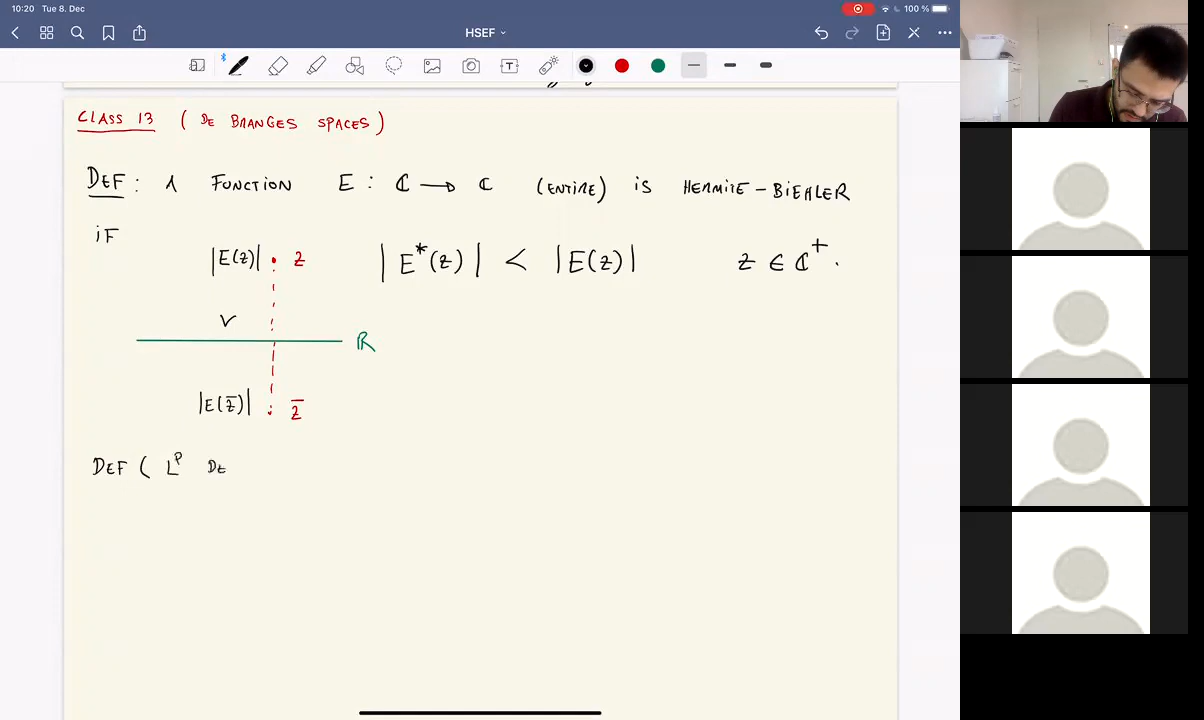 10:20 Tue 8. Dec
100 %
HSEF
CLASS 13 ( DE BRANGES SPACES )
DEF : A FUNCTION E : ℂ → ℂ (ENTIRE) is HERMITE - BiEHLER
iF
|E(z)| z |E*(z)| < |E(z)| z ∈ ℂ⁺ .
V
ℝ
|E(z̅)| z̅
DEF ( Lᵖ DE